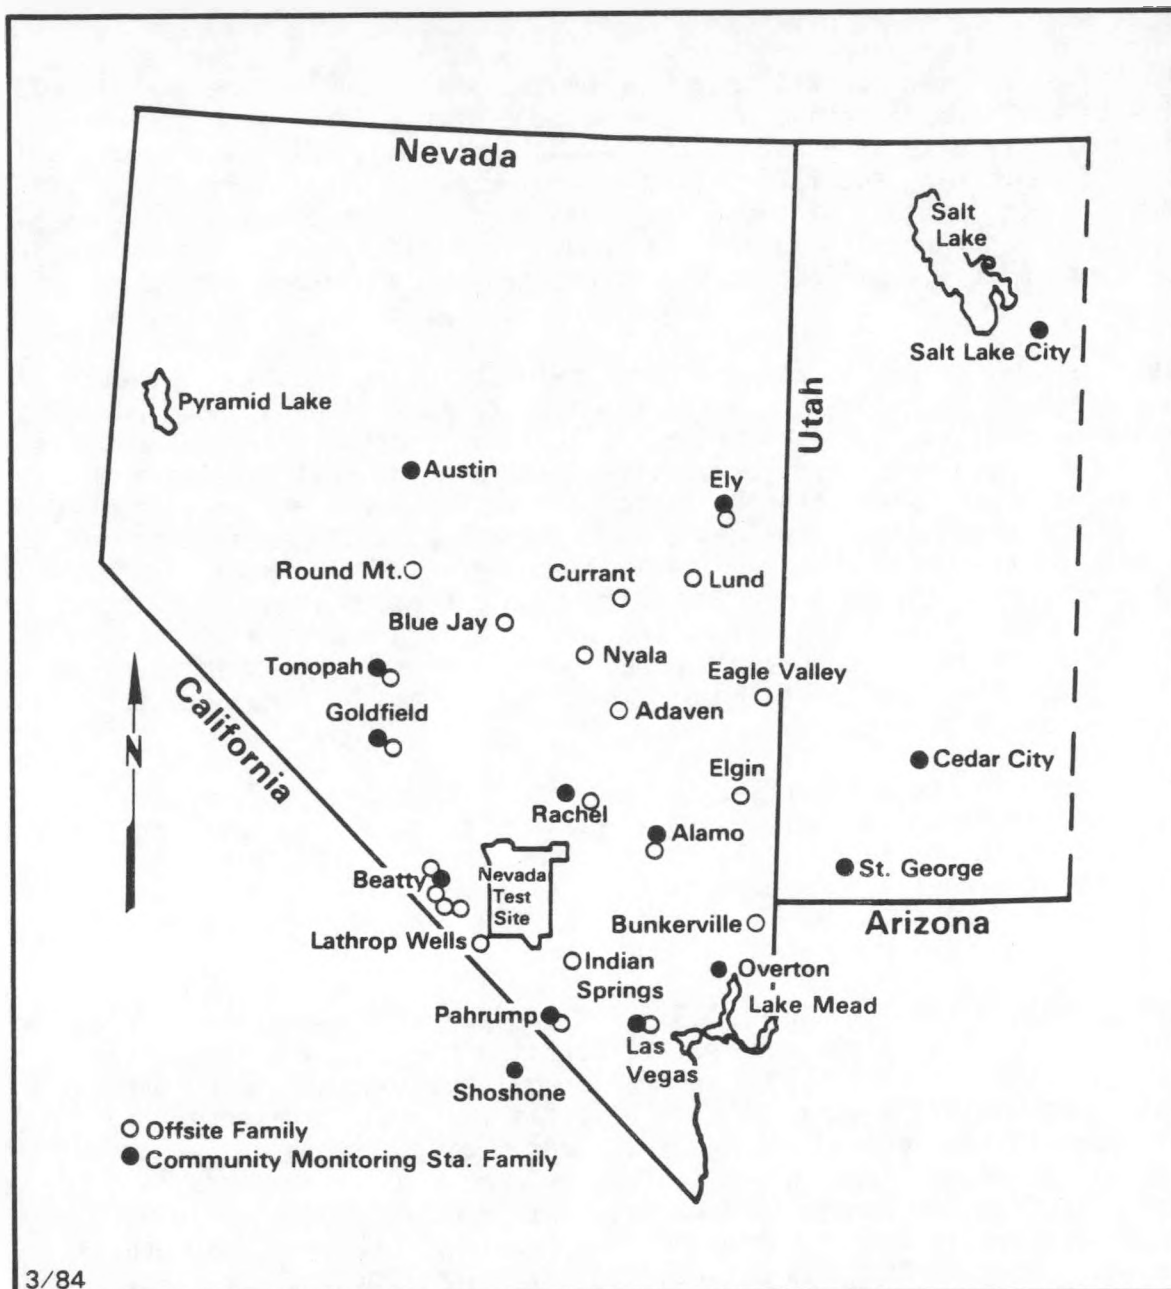 Nevada
Salt
Lake
Salt Lake City
Utah
Pyramid Lake
Austin
Ely
Round Mt.
Currant
Lund
Blue Jay
Nyala
Tonopah
Eagle Valley
Goldfield
Adaven
California
N
Cedar City
Elgin
Rachel
Alamo
Beatty
Nevada
Test
Site
St. George
Bunkerville
Arizona
Lathrop Wells
Indian
Springs
Overton
Lake Mead
Pahrump
Las
Vegas
Shoshone
Offsite Family
Community Monitoring Sta. Family
3/84